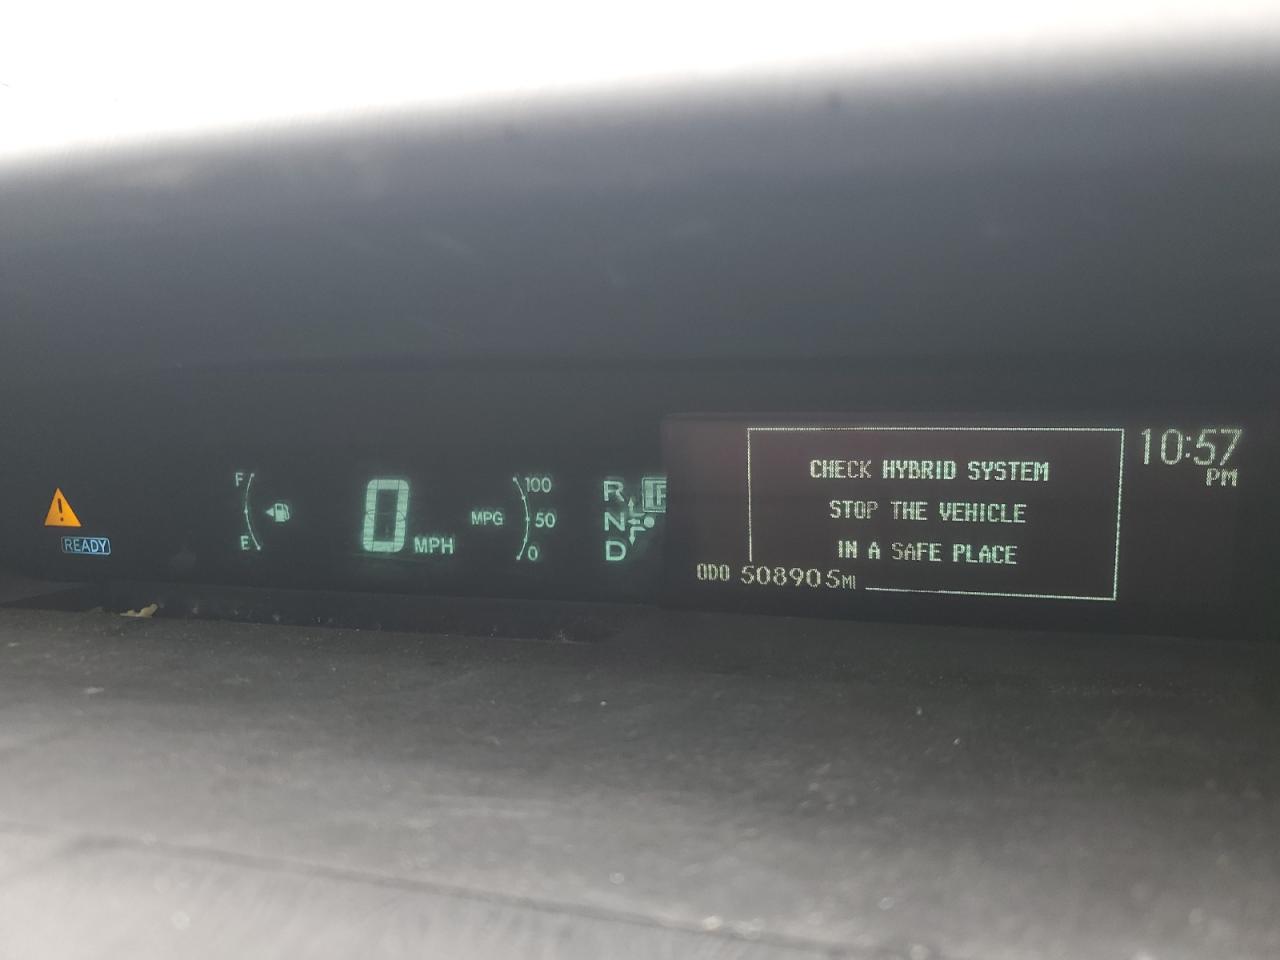 F
E
READY
0 MPH
MPG
100
50
0
R
N
D
P
CHECK HYBRID SYSTEM
STOP THE VEHICLE
IN A SAFE PLACE
ODO 508905MI
10:57
PM